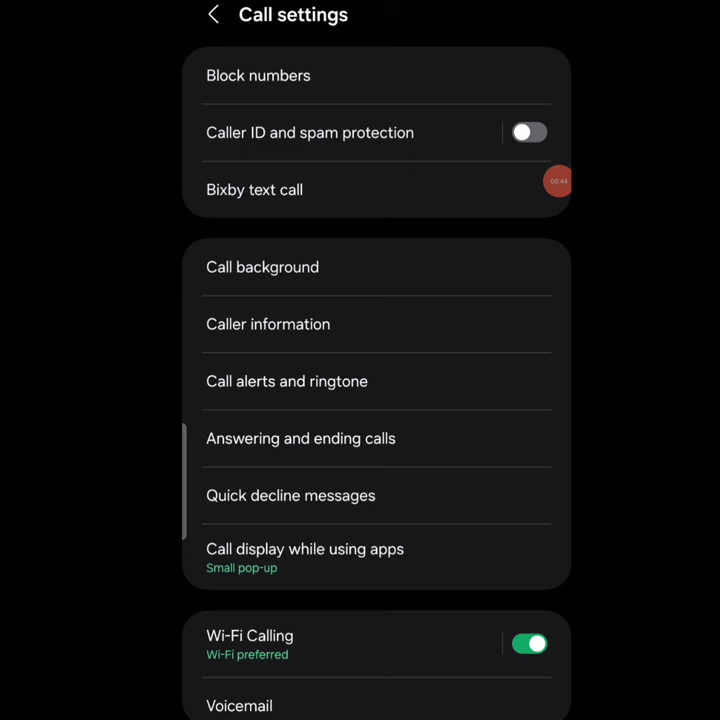 Call settings
Block numbers
Caller ID and spam protection
Bixby text call
09:44
Call background
Caller information
Call alerts and ringtone
Answering and ending calls
Quick decline messages
Call display while using apps
Small pop-up
Wi-Fi Calling
Wi-Fi preferred
Voicemail